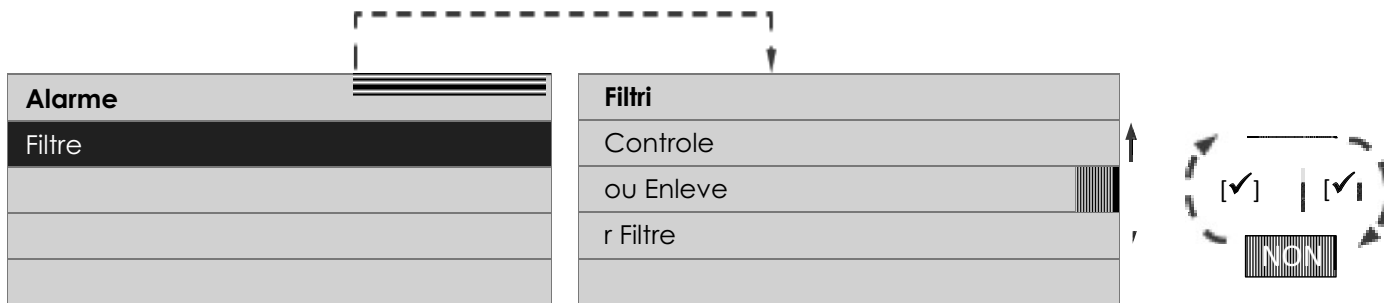 Alarme
Filtre
Filtri
Controle
ou Enleve
r Filtre
[✓] [✓
NON